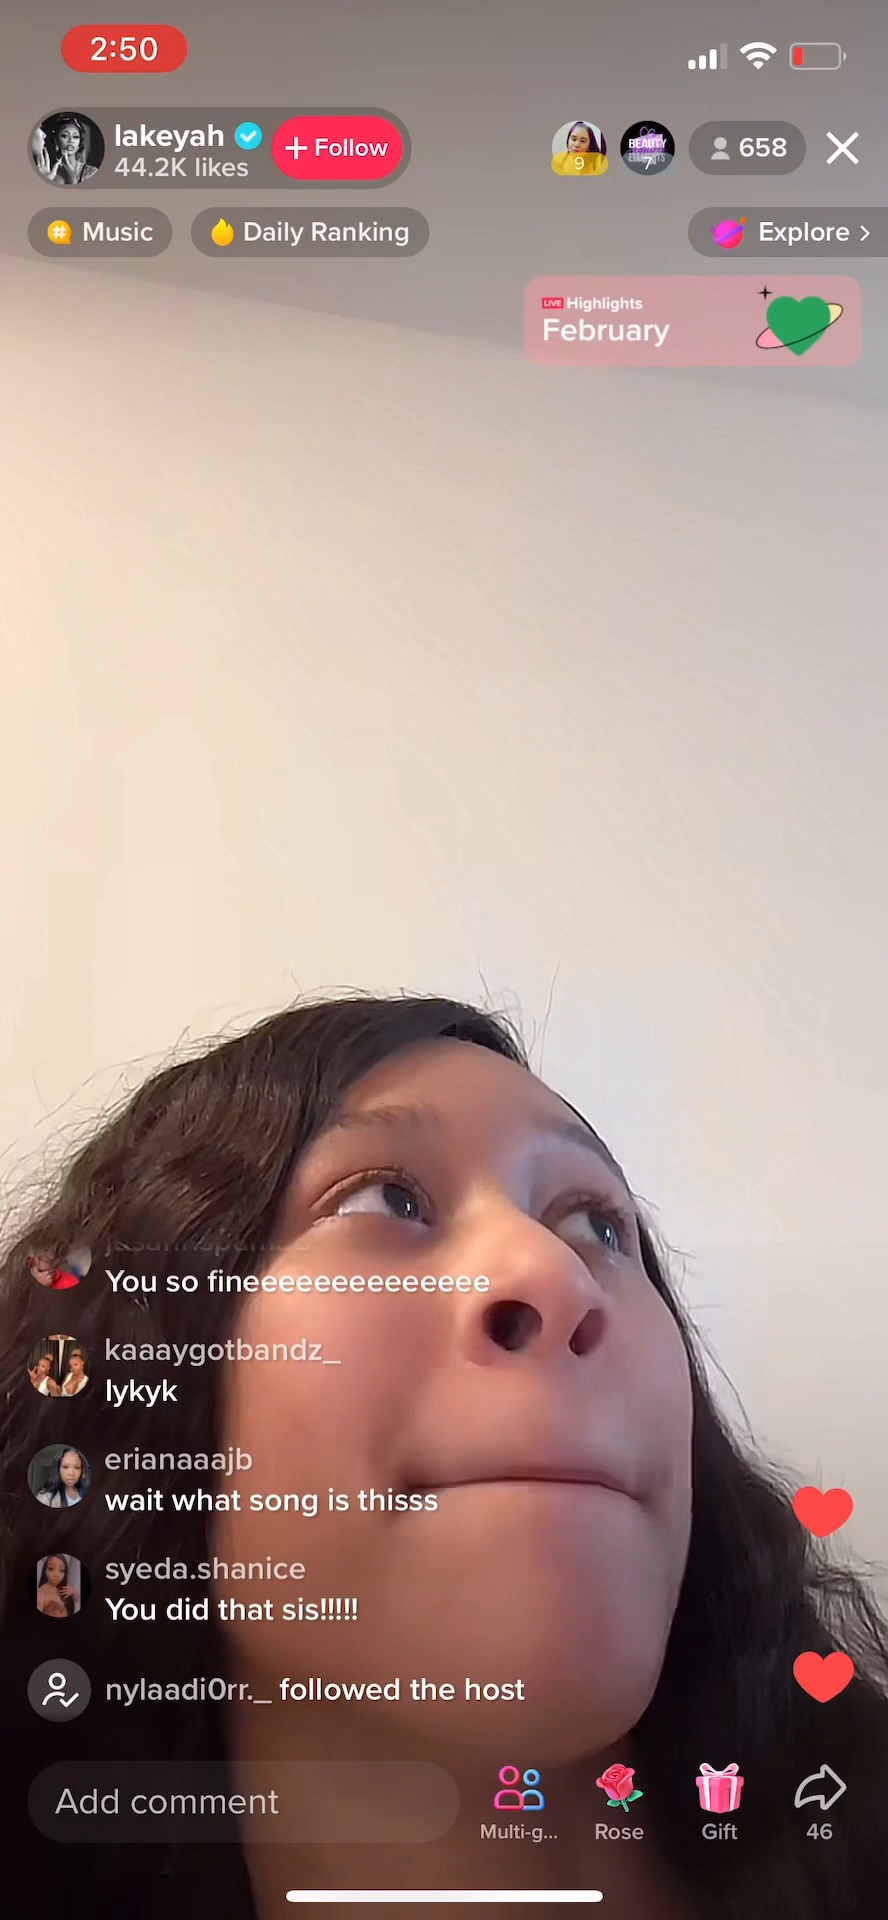 2:50
lakeyah
+ Follow
44.2K likes
9
BEAUTY
7
658
Music
Daily Ranking
Explore >
LIVE Highlights
February
You so fineeeeeeeeeeeeee
kaaaygotbandz_
lykyk
erianaaajb
wait what song is thisss
syeda.shanice
You did that sis!!!!!
nylaadi0rr._ followed the host
Add comment
Multi-g...
Rose
Gift
46